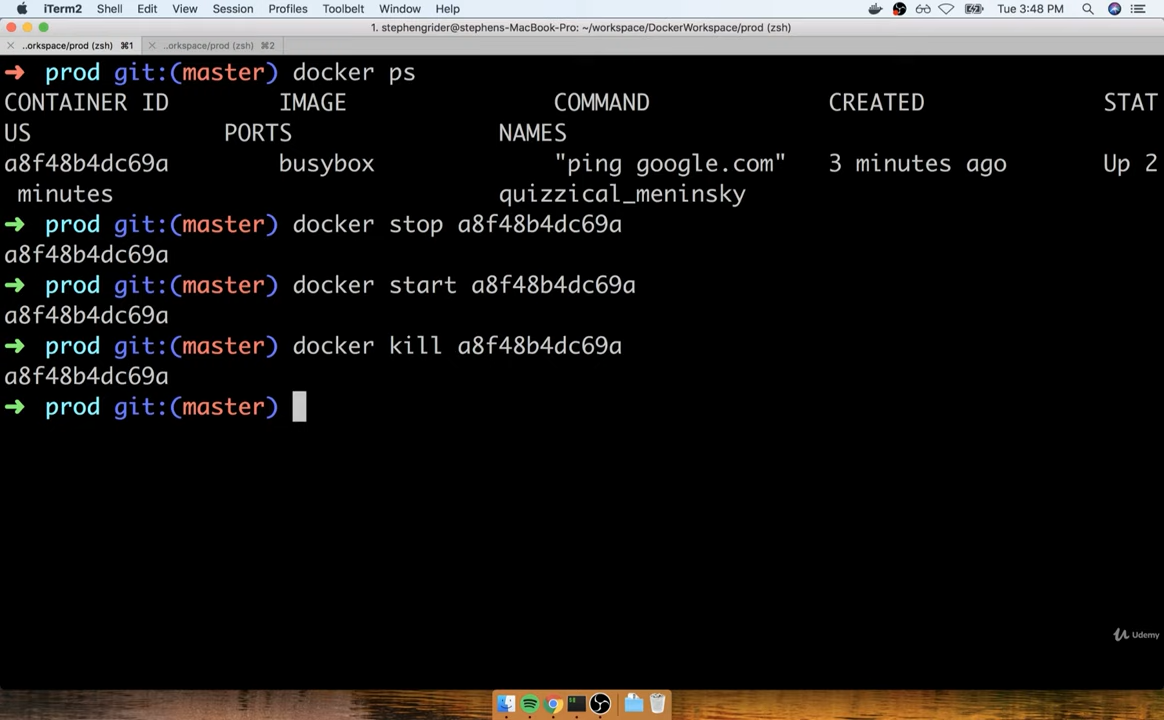 iTerm2 Shell Edit View Session Profiles Toolbelt Window Help Tue 3:48 PM
1. stephengrider@stephens-MacBook-Pro: ~/workspace/DockerWorkspace/prod (zsh)
..orkspace/prod (zsh) ⌘1 ..orkspace/prod (zsh) ⌘2
➜ prod git:(master) docker ps
CONTAINER ID IMAGE COMMAND CREATED STAT
US PORTS NAMES
a8f48b4dc69a busybox "ping google.com" 3 minutes ago Up 2
minutes quizzical_meninsky
➜ prod git:(master) docker stop a8f48b4dc69a
a8f48b4dc69a
➜ prod git:(master) docker start a8f48b4dc69a
a8f48b4dc69a
➜ prod git:(master) docker kill a8f48b4dc69a
a8f48b4dc69a
➜ prod git:(master)
Udemy